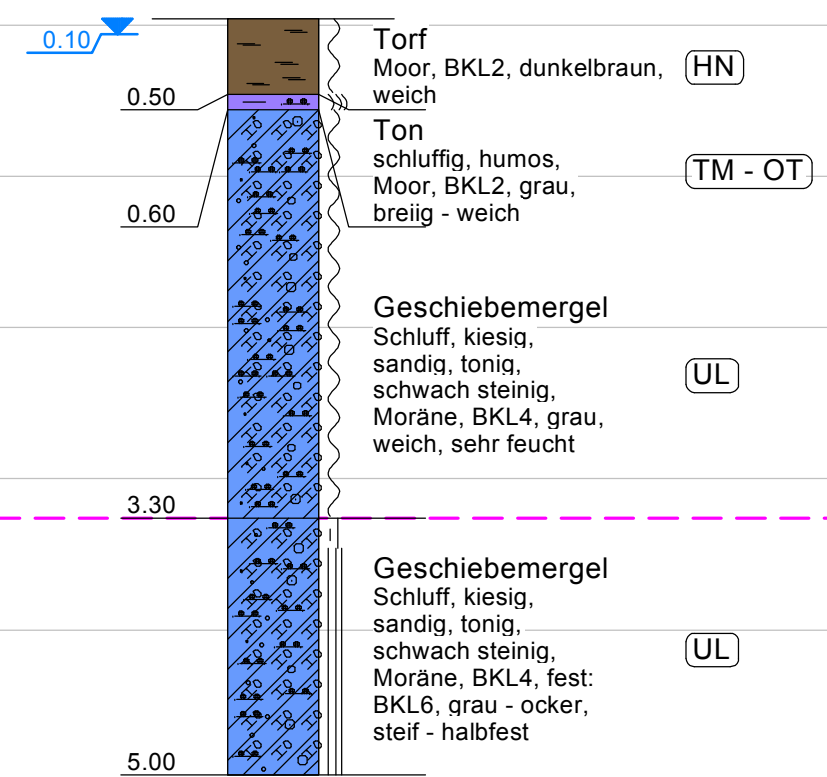 0.10
Torf
Moor, BKL2, dunkelbraun,
weich
HN
0.50
Ton
schluffig, humos,
Moor, BKL2, grau,
breiig - weich
TM - OT
0.60
Geschiebemergel
Schluff, kiesig,
sandig, tonig,
schwach steinig,
Moräne, BKL4, grau,
weich, sehr feucht
UL
3.30
Geschiebemergel
Schluff, kiesig,
sandig, tonig,
schwach steinig,
Moräne, BKL4, fest:
BKL6, grau - ocker,
steif - halbfest
UL
5.00